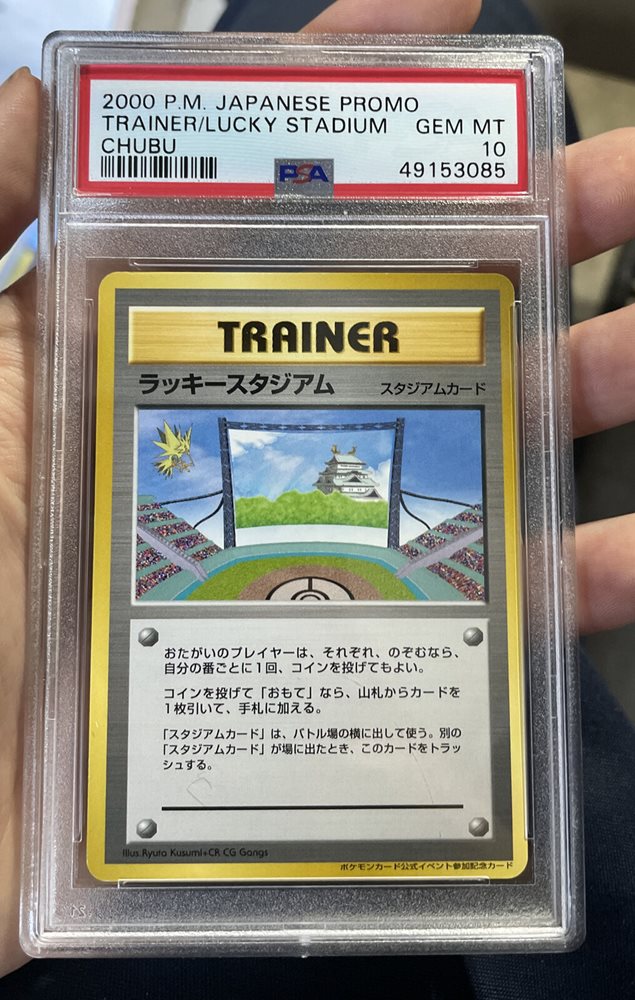 2000 P.M. JAPANESE PROMO
TRAINER/LUCKY STADIUM GEM MT
CHUBU 10
PSA 49153085
TRAINER
ラッキースタジアム スタジアムカード
おたがいのプレイヤーは、それぞれ、のぞむなら、
自分の番ごとに1回、コインを投げてもよい。
コインを投げて「おもて」なら、山札からカードを
1枚引いて、手札に加える。
「スタジアムカード」は、バトル場の横に出して使う。別の
「スタジアムカード」が場に出たとき、このカードをトラッ
シュする。
Illus.Ryuta Kusumi+CR CG Gangs
ポケモンカード公式イベント参加記念カード